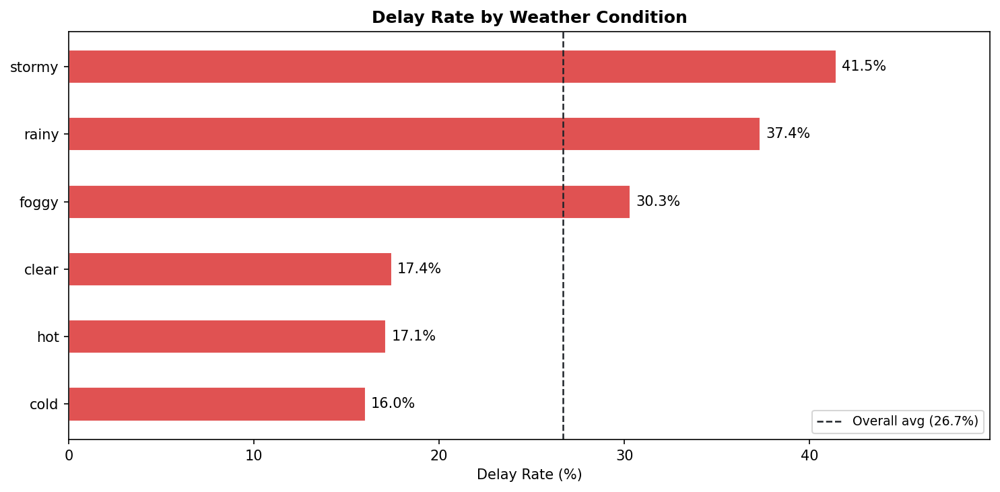 Delay Rate by Weather Condition
stormy
41.5%
rainy
37.4%
foggy
30.3%
clear
17.4%
hot
17.1%
cold
16.0%
Overall avg (26.7%)
0 10 20 30 40
Delay Rate (%)